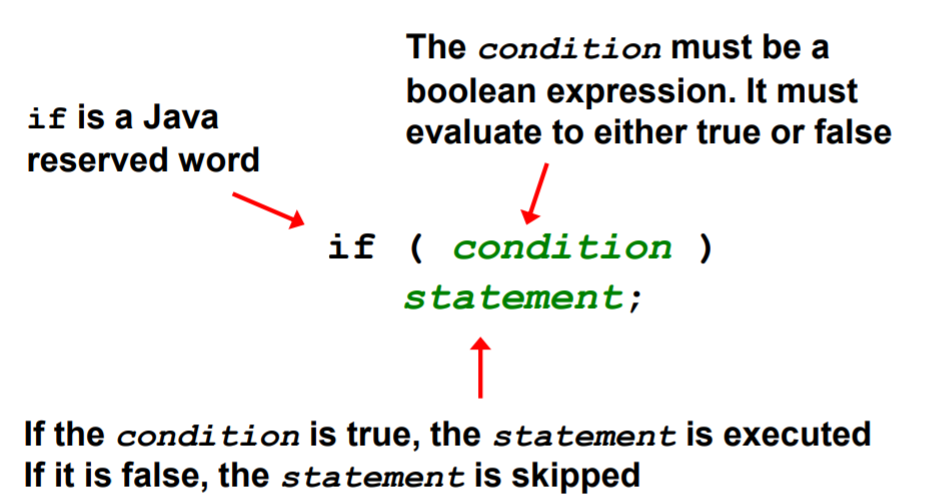 The condition must be a
boolean expression. It must
evaluate to either true or false
if is a Java
reserved word
if ( condition )
statement;
If the condition is true, the statement is executed
If it is false, the statement is skipped